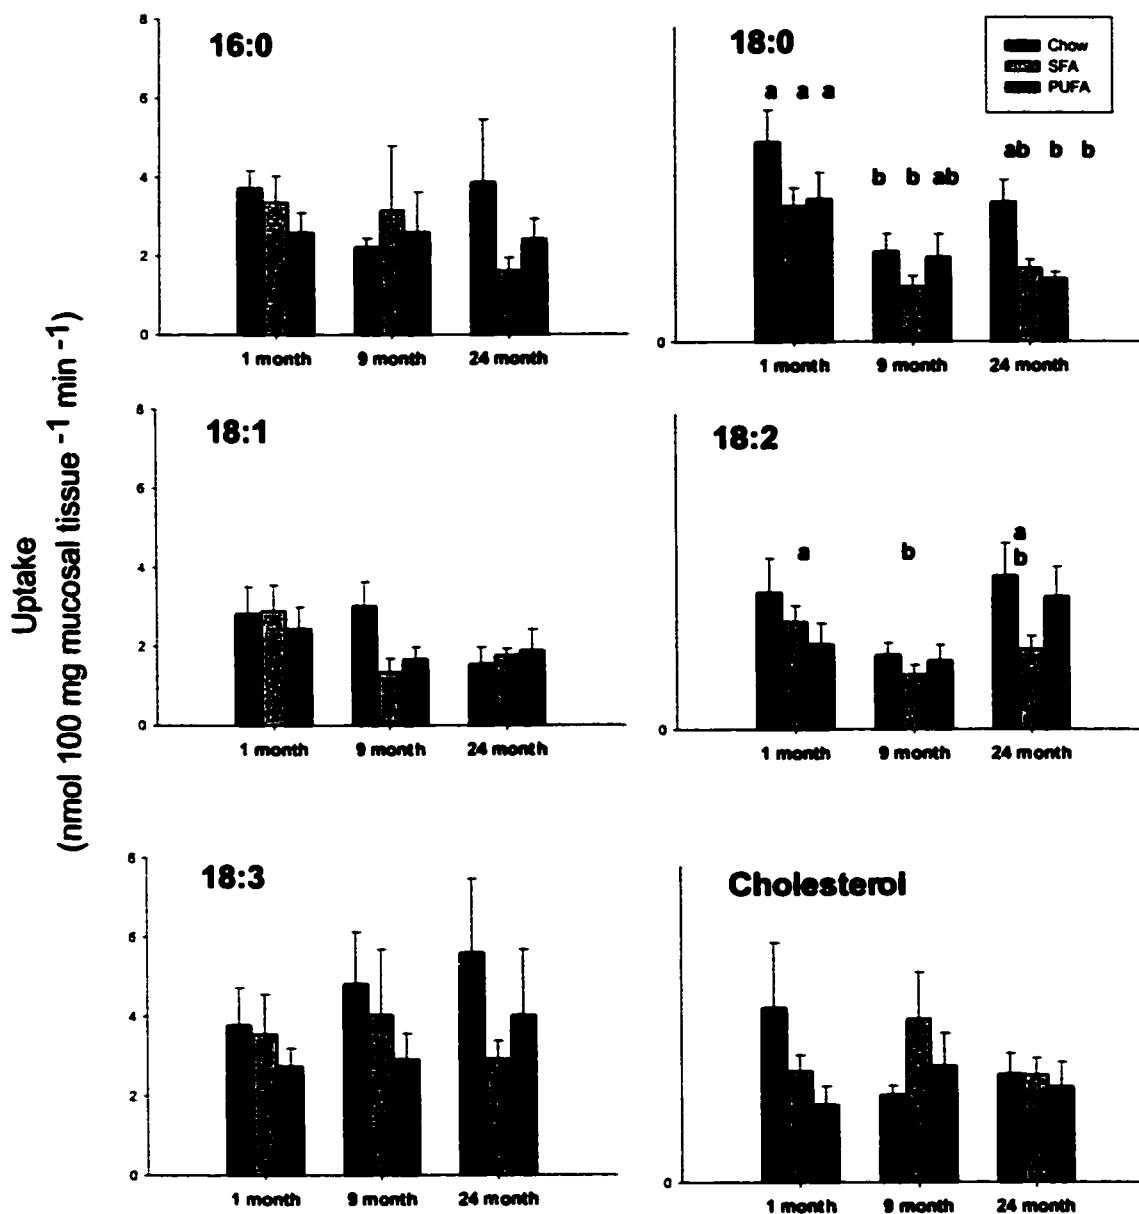 Uptake
(nmol 100 mg mucosal tissue⁻¹ min⁻¹)
16:0
8
6
4
2
0
1 month 9 month 24 month
18:0
Chow
SFA
PUFA
a a a
b b ab
ab b b
0
1 month 9 month 24 month
18:1
8
6
4
2
0
1 month 9 month 24 month
18:2
a b a
b
0
1 month 9 month 24 month
18:3
8
6
4
2
0
1 month 9 month 24 month
Cholesterol
0
1 month 9 month 24 month